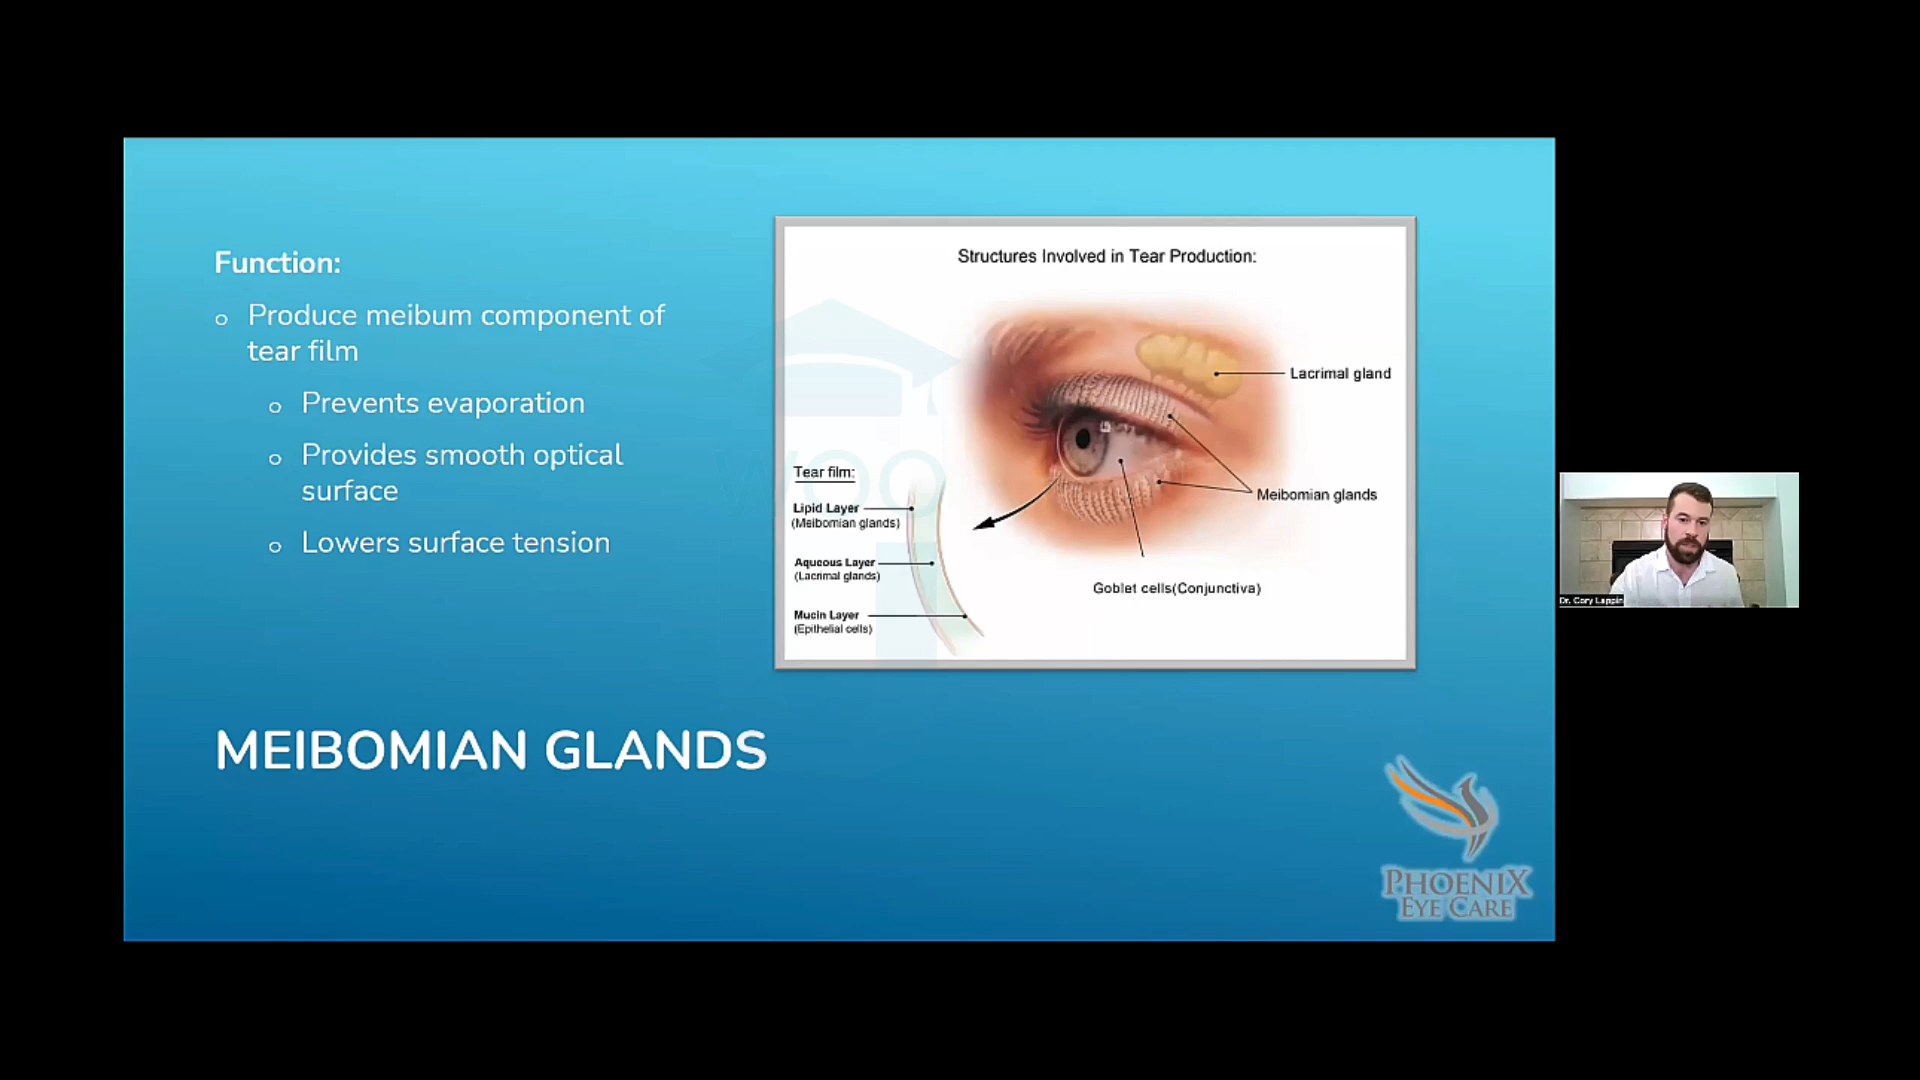 Function:
o Produce meibum component of
tear film
o Prevents evaporation
o Provides smooth optical
surface
o Lowers surface tension
MEIBOMIAN GLANDS
Structures Involved in Tear Production:
Lacrimal gland
Meibomian glands
Goblet cells(Conjunctiva)
Tear film:
Lipid Layer
(Meibomian glands)
Aqueous Layer
(Lacrimal glands)
Mucin Layer
(Epithelial cells)
WOO
PHOENIX
EYE CARE
Dr. Cory Lappin